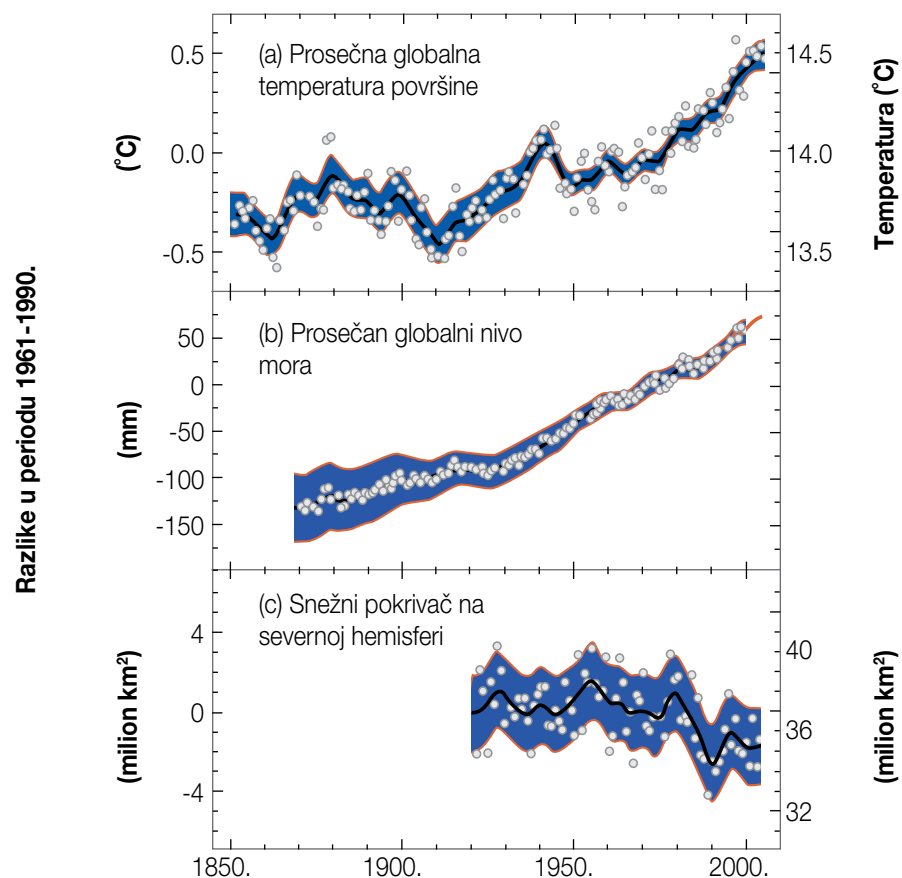 Razlike u periodu 1961-1990.
(a) Prosečna globalna
temperatura površine
(˚C)
0.5
0.0
-0.5
14.5
14.0
13.5
Temperatura (˚C)
(b) Prosečan globalni nivo
mora
(mm)
50
0
-50
-100
-150
(c) Snežni pokrivač na
severnoj hemisferi
(milion km²)
4
0
-4
40
36
32
(milion km²)
1850.
1900.
1950.
2000.